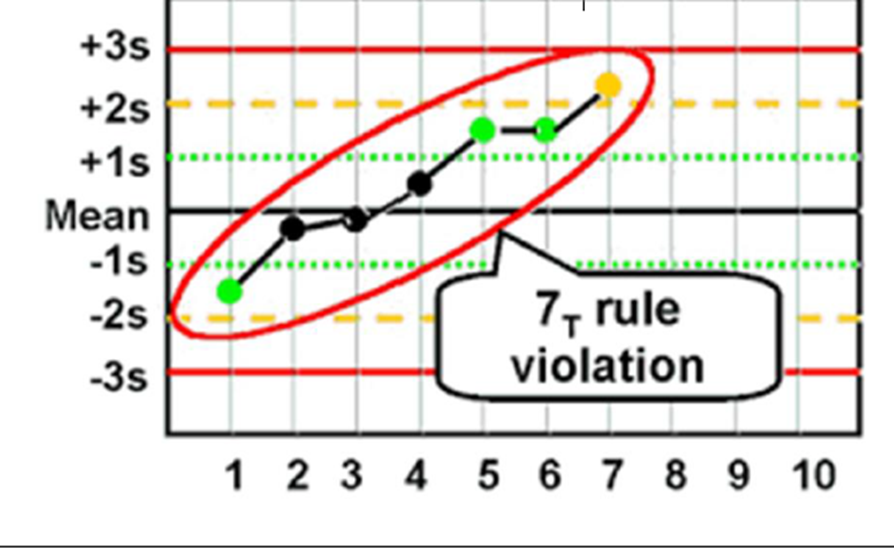 +3s
+2s
+1s
Mean
-1s
-2s
-3s
7T rule
violation
1 2 3 4 5 6 7 8 9 10